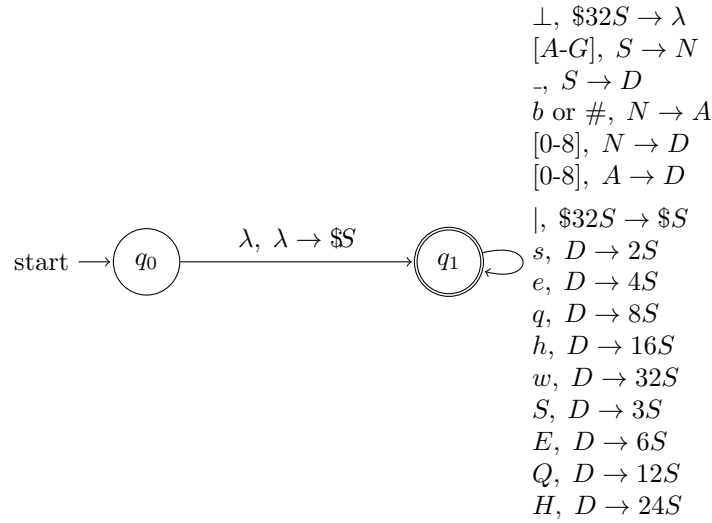 ⊥, $32S → λ
[A-G], S → N
_, S → D
b or #, N → A
[0-8], N → D
[0-8], A → D
|, $32S → $S
s, D → 2S
e, D → 4S
q, D → 8S
h, D → 16S
w, D → 32S
S, D → 3S
E, D → 6S
Q, D → 12S
H, D → 24S
λ, λ → $S
start
q₀
q₁